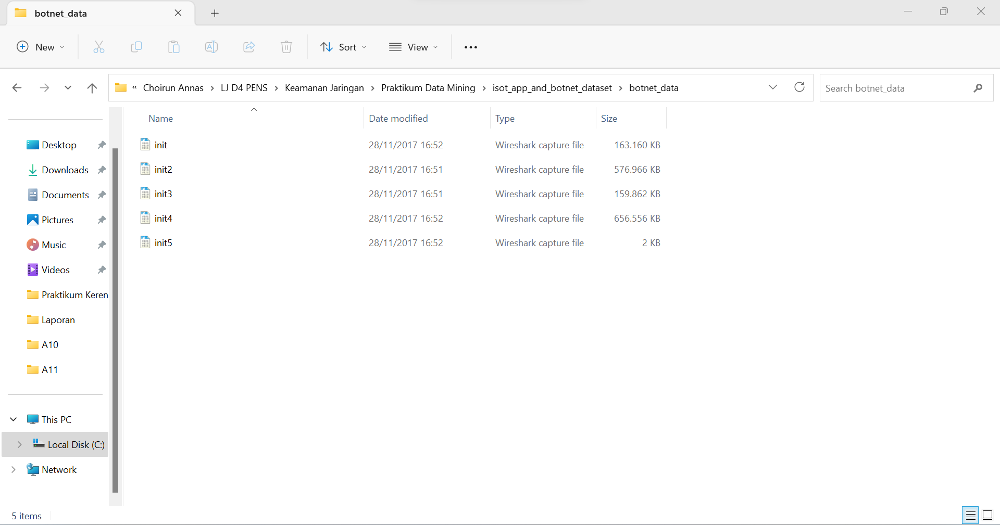 botnet_data
New
Sort
View
« Choirun Annas > LJ D4 PENS > Keamanan Jaringan > Praktikum Data Mining > isot_app_and_botnet_dataset > botnet_data
Search botnet_data
Name Date modified Type Size
init 28/11/2017 16:52 Wireshark capture file 163.160 KB
init2 28/11/2017 16:51 Wireshark capture file 576.966 KB
init3 28/11/2017 16:51 Wireshark capture file 159.862 KB
init4 28/11/2017 16:52 Wireshark capture file 656.556 KB
init5 28/11/2017 16:52 Wireshark capture file 2 KB
Desktop
Downloads
Documents
Pictures
Music
Videos
Praktikum Keren
Laporan
A10
A11
This PC
Local Disk (C:)
Network
5 items